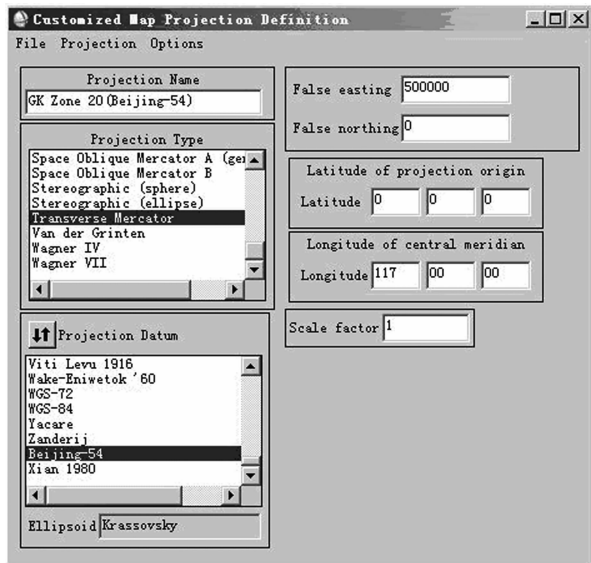 Customized Map Projection Definition
File Projection Options
Projection Name
GK Zone 20(Beijing-54)
Projection Type
Space Oblique Mercator A (ger
Space Oblique Mercator B
Stereographic (sphere)
Stereographic (ellipse)
Transverse Mercator
Van der Grinten
Wagner IV
Wagner VII
Projection Datum
Viti Levu 1916
Wake-Eniwetok '60
WGS-72
WGS-84
Yacare
Zanderij
Beijing-54
Xian 1980
Ellipsoid Krassovsky
False easting 500000
False northing 0
Latitude of projection origin
Latitude 0 0 0
Longitude of central meridian
Longitude 117 00 00
Scale factor 1